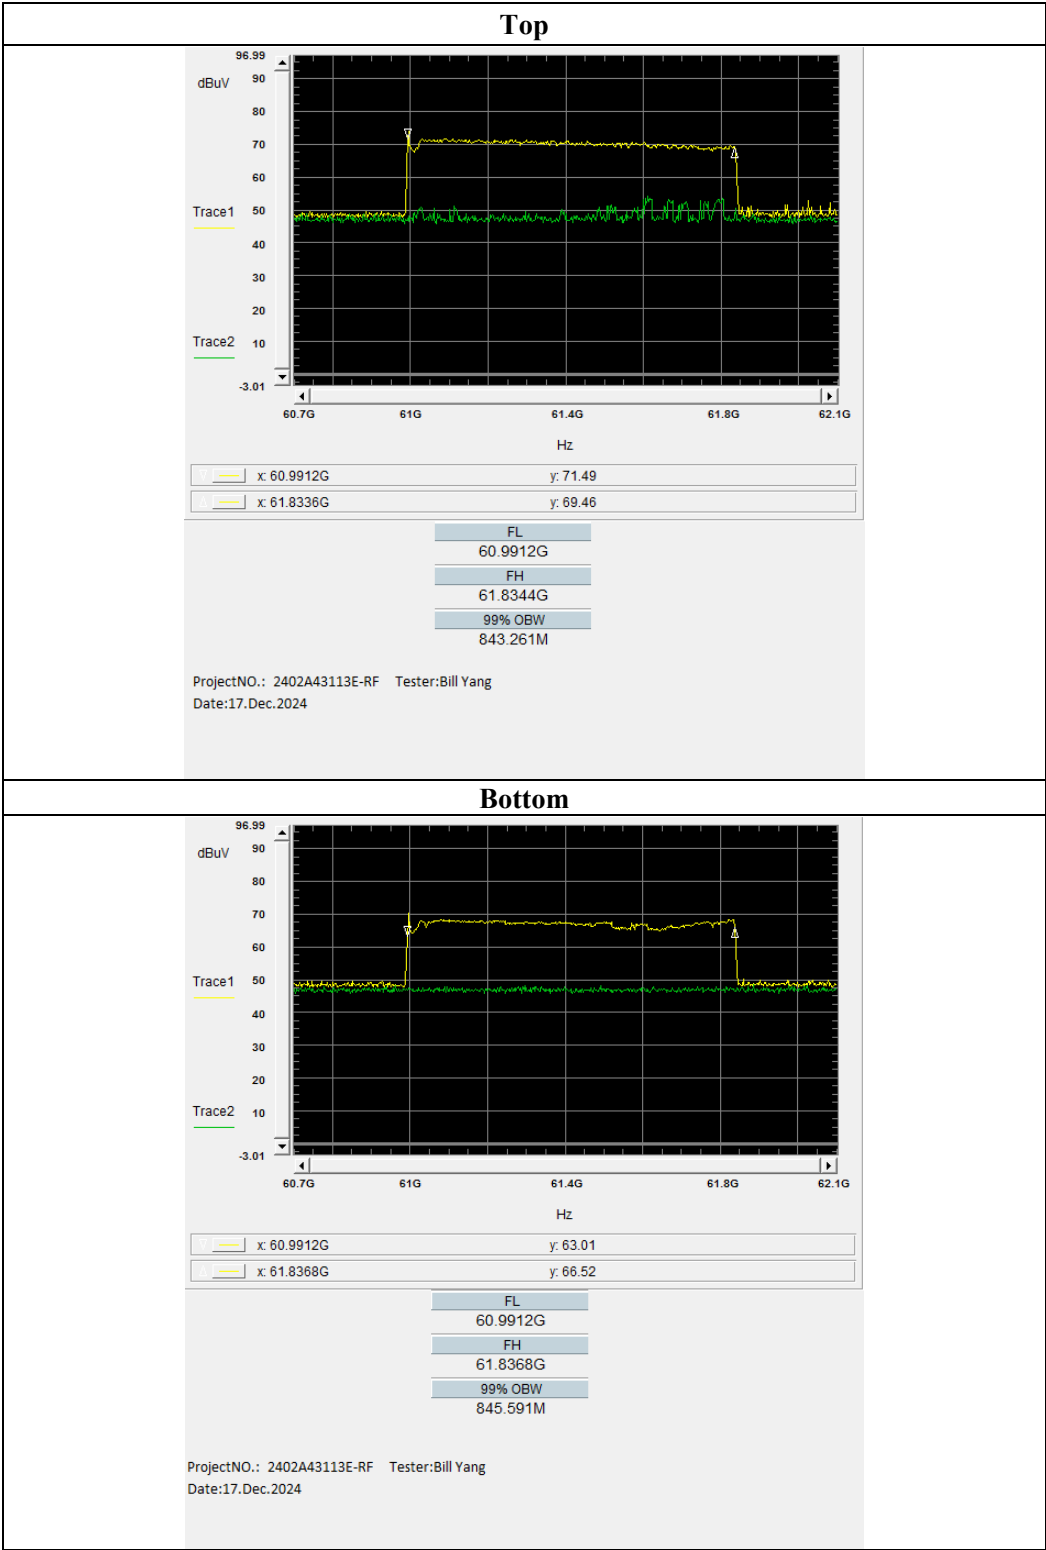 Top
96.99
dBuV
90
80
70
60
Trace1
50
40
30
20
Trace2
10
-3.01
60.7G 61G 61.4G 61.8G 62.1G
Hz
x: 60.9912G y: 71.49
x: 61.8336G y: 69.46
FL
60.9912G
FH
61.8344G
99% OBW
843.261M
ProjectNO.: 2402A43113E-RF Tester:Bill Yang
Date:17.Dec.2024
Bottom
96.99
dBuV
90
80
70
60
Trace1
50
40
30
20
Trace2
10
-3.01
60.7G 61G 61.4G 61.8G 62.1G
Hz
x: 60.9912G y: 63.01
x: 61.8368G y: 66.52
FL
60.9912G
FH
61.8368G
99% OBW
845.591M
ProjectNO.: 2402A43113E-RF Tester:Bill Yang
Date:17.Dec.2024